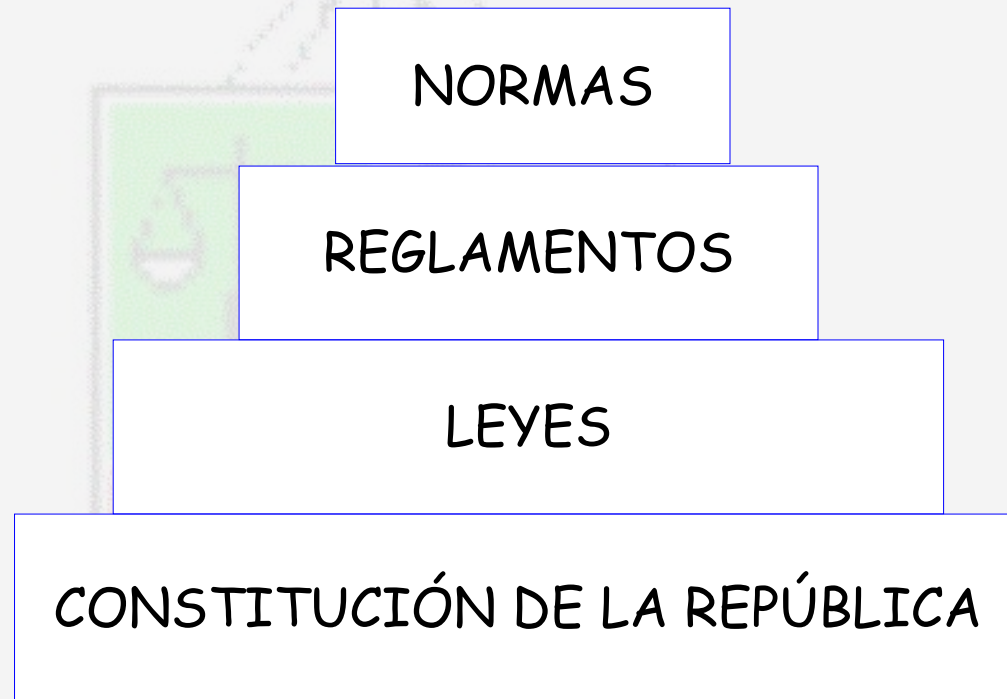 NORMAS
REGLAMENTOS
LEYES
CONSTITUCIÓN DE LA REPÚBLICA